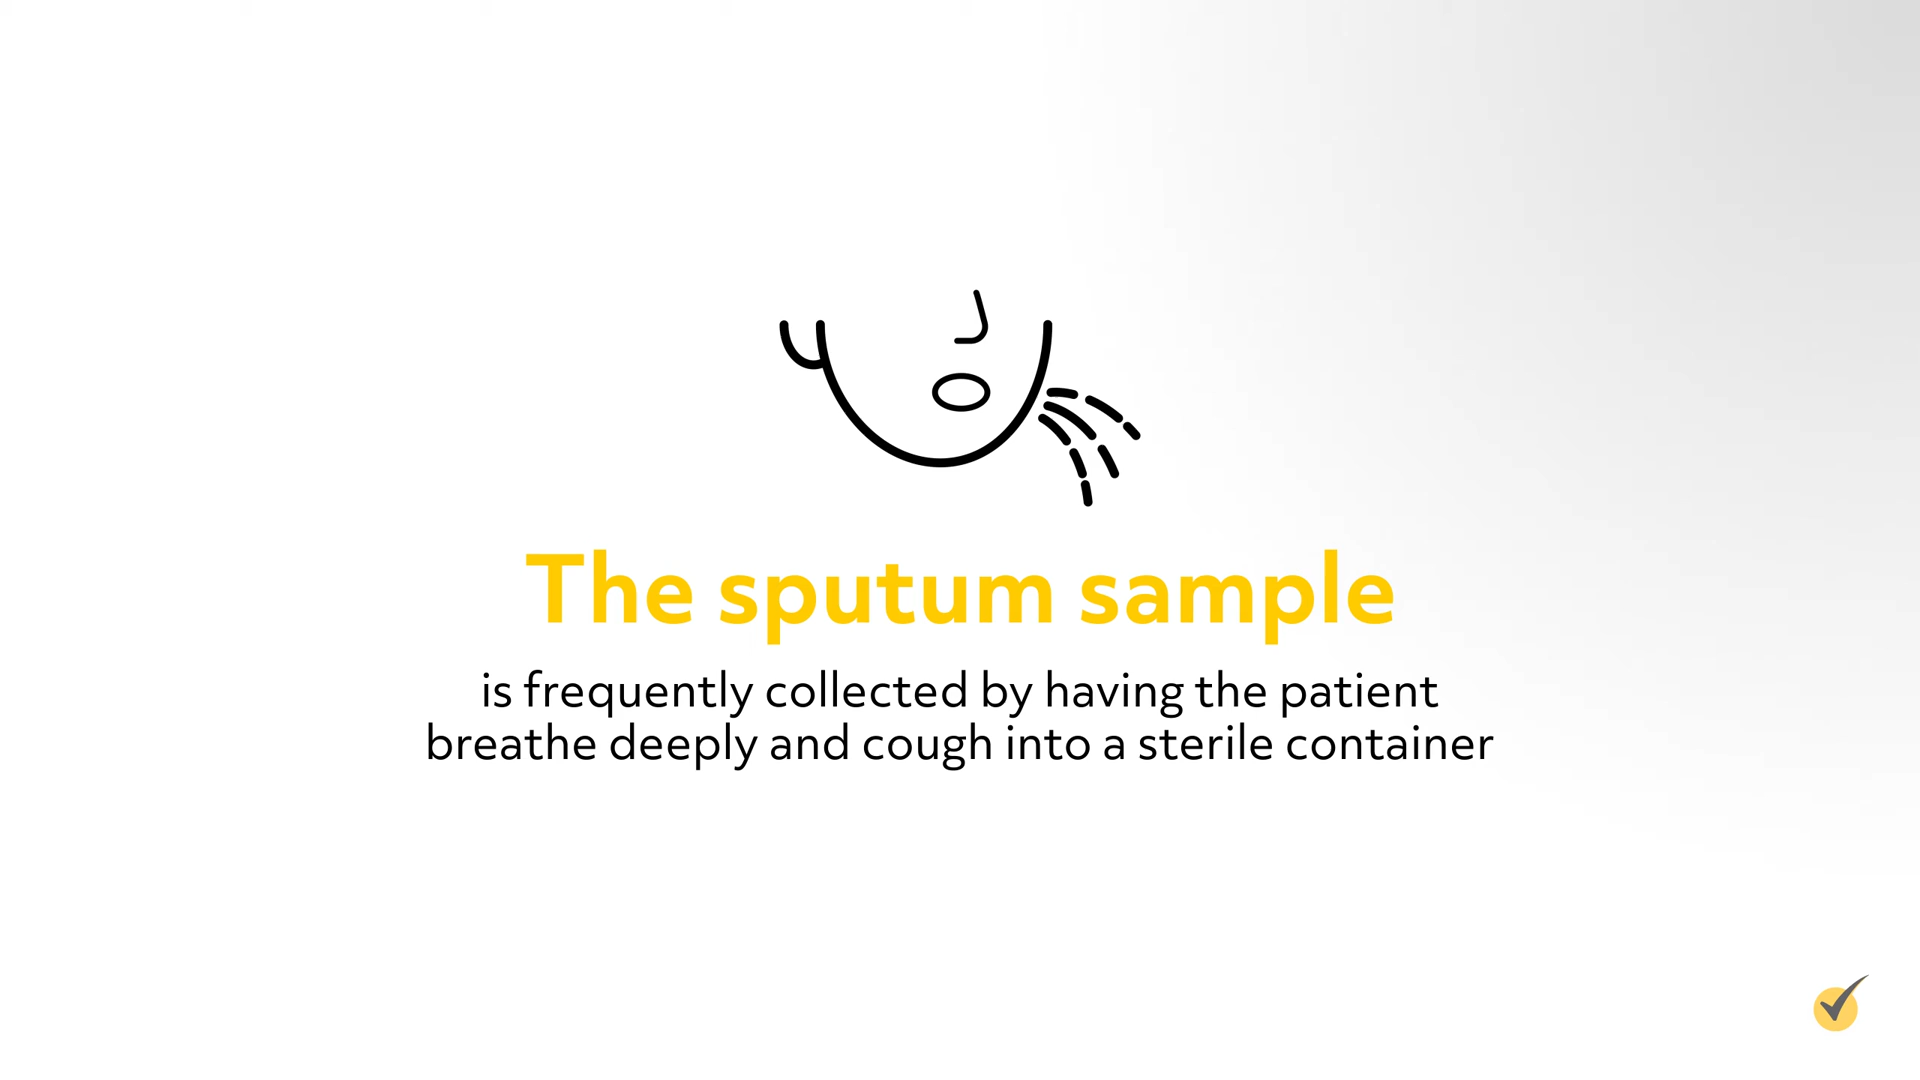 The sputum sample
is frequently collected by having the patient
breathe deeply and cough into a sterile container